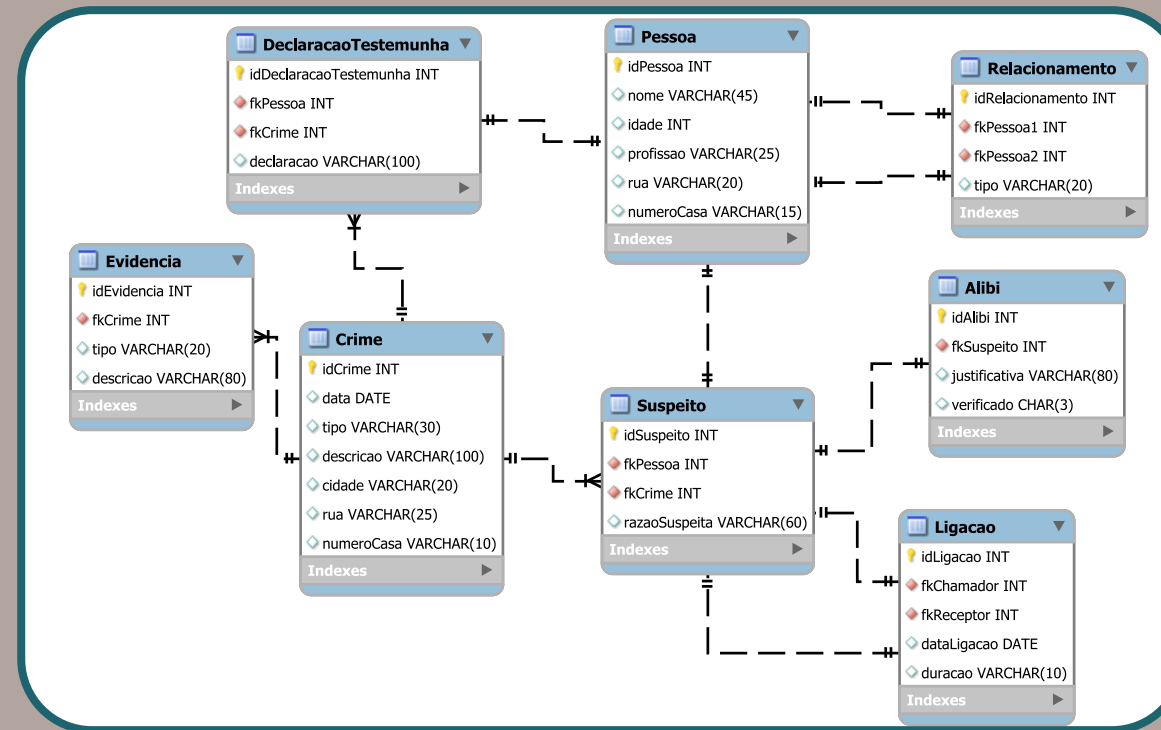 DeclaracaoTestemunha
idDeclaracaoTestemunha INT
fkPessoa INT
fkCrime INT
declaracao VARCHAR(100)
Indexes
Pessoa
idPessoa INT
nome VARCHAR(45)
idade INT
profissao VARCHAR(25)
rua VARCHAR(20)
numeroCasa VARCHAR(15)
Indexes
Relacionamento
idRelacionamento INT
fkPessoa1 INT
fkPessoa2 INT
tipo VARCHAR(20)
Indexes
Evidencia
idEvidencia INT
fkCrime INT
tipo VARCHAR(20)
descricao VARCHAR(80)
Indexes
Crime
idCrime INT
data DATE
tipo VARCHAR(30)
descricao VARCHAR(100)
cidade VARCHAR(20)
rua VARCHAR(25)
numeroCasa VARCHAR(10)
Indexes
Suspeito
idSuspeito INT
fkPessoa INT
fkCrime INT
razaoSuspeita VARCHAR(60)
Indexes
Alibi
idAlibi INT
fkSuspeito INT
justificativa VARCHAR(80)
verificado CHAR(3)
Indexes
Ligacao
idLigacao INT
fkChamador INT
fkReceptor INT
dataLigacao DATE
duracao VARCHAR(10)
Indexes